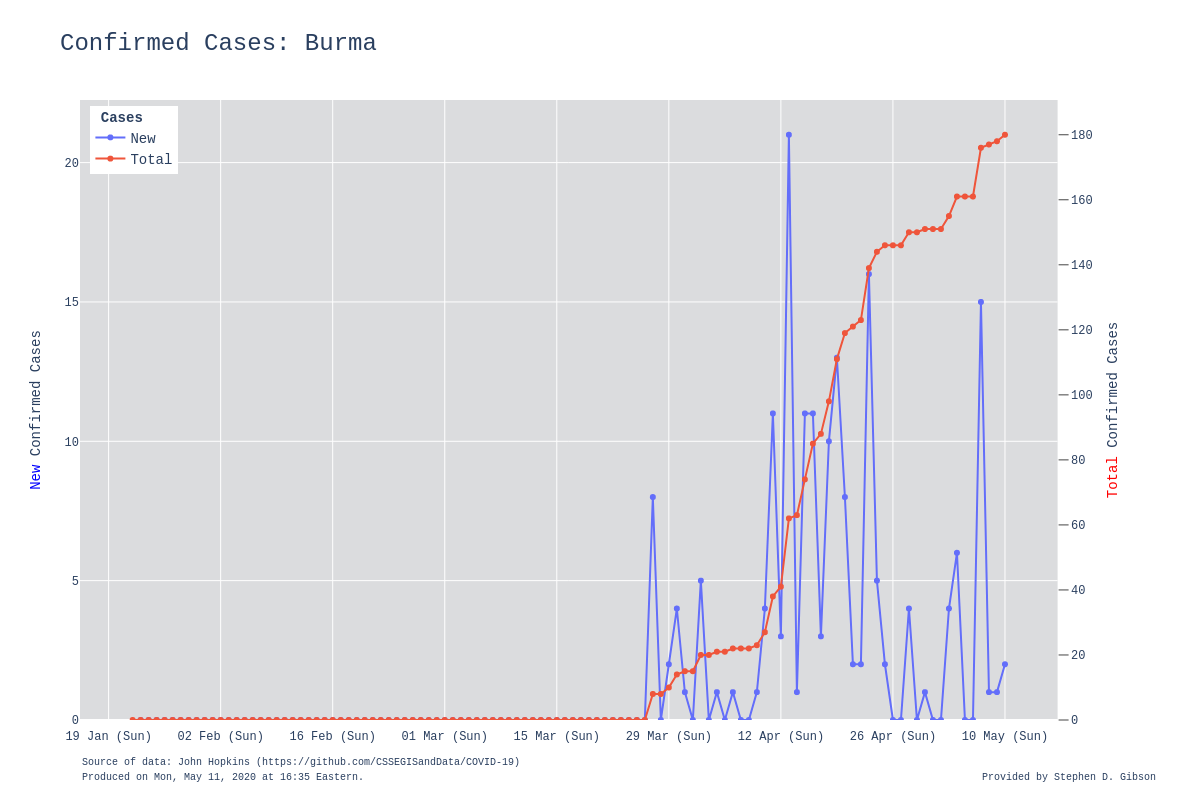 Confirmed Cases: Burma
Cases
New
Total
20
15
10
5
0
180
160
140
120
100
80
60
40
20
0
New Confirmed Cases
Total Confirmed Cases
19 Jan (Sun)
02 Feb (Sun)
16 Feb (Sun)
01 Mar (Sun)
15 Mar (Sun)
29 Mar (Sun)
12 Apr (Sun)
26 Apr (Sun)
10 May (Sun)
Source of data: John Hopkins (https://github.com/CSSEGISandData/COVID-19)
Produced on Mon, May 11, 2020 at 16:35 Eastern.
Provided by Stephen D. Gibson